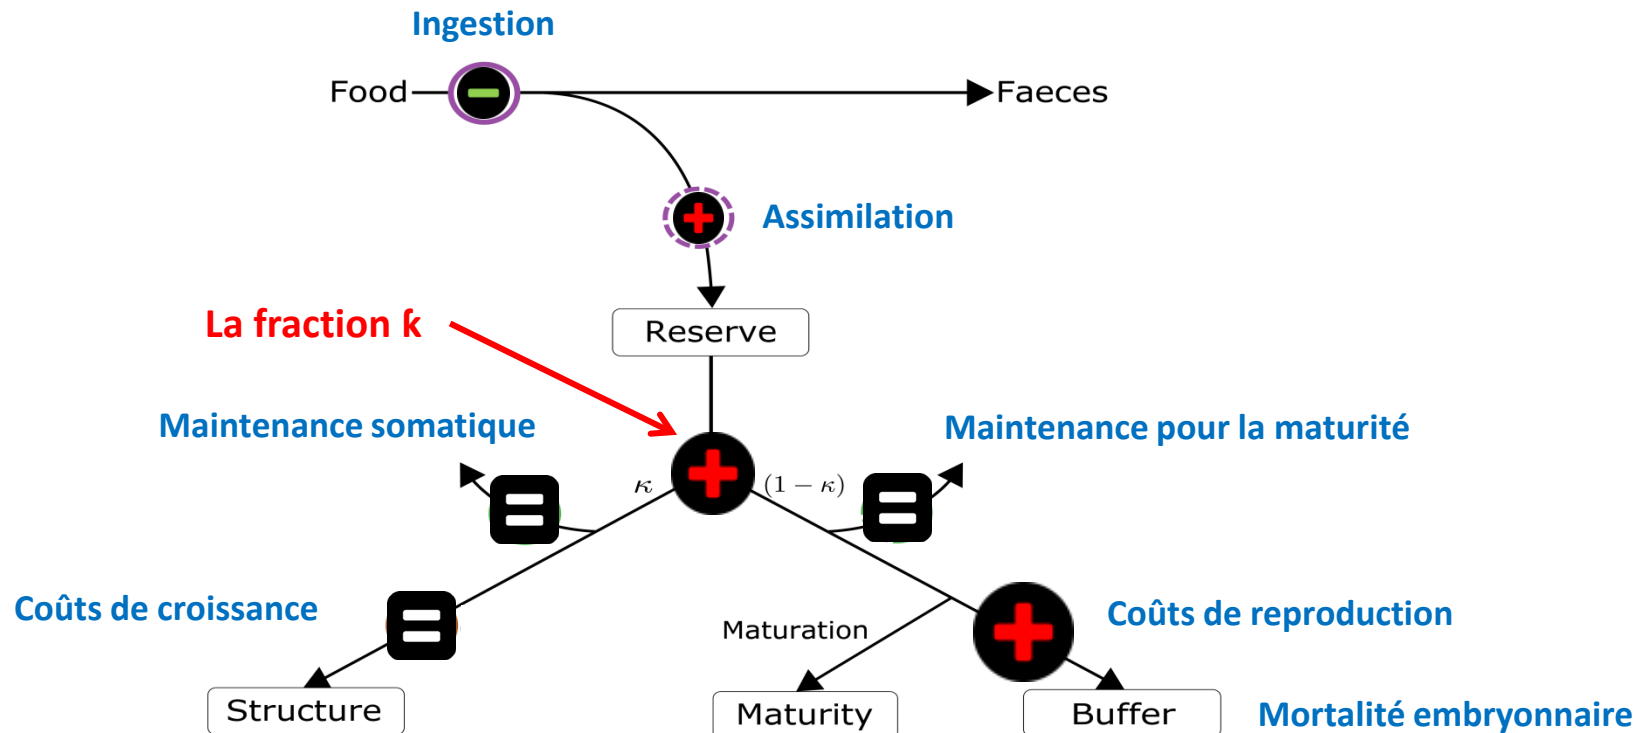 Ingestion
Food
Faeces
Assimilation
La fraction ƙ
Reserve
Maintenance somatique
Maintenance pour la maturité
κ
(1 − κ)
Coûts de croissance
Coûts de reproduction
Maturation
Structure
Maturity
Buffer
Mortalité embryonnaire